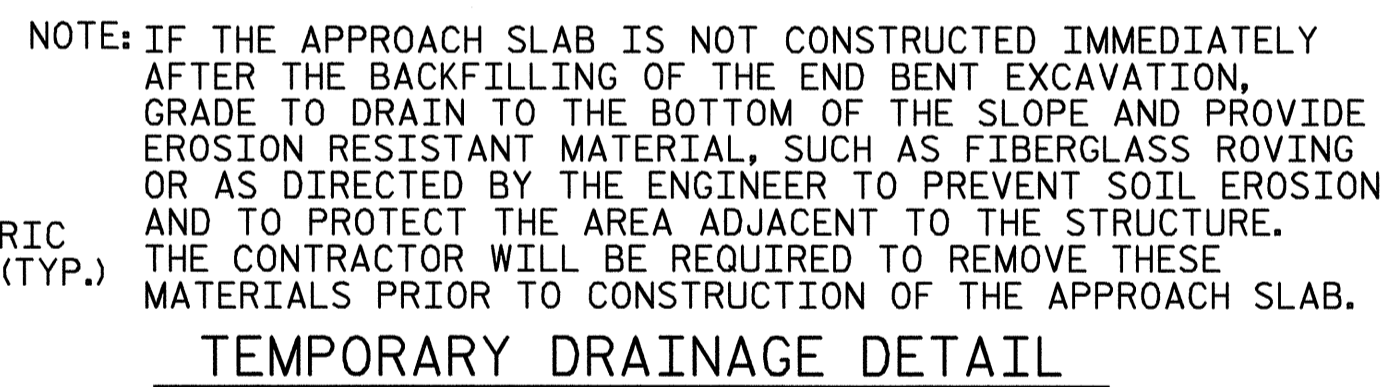 NOTE: IF THE APPROACH SLAB IS NOT CONSTRUCTED IMMEDIATELY
AFTER THE BACKFILLING OF THE END BENT EXCAVATION,
GRADE TO DRAIN TO THE BOTTOM OF THE SLOPE AND PROVIDE
EROSION RESISTANT MATERIAL, SUCH AS FIBERGLASS ROVING
OR AS DIRECTED BY THE ENGINEER TO PREVENT SOIL EROSION
AND TO PROTECT THE AREA ADJACENT TO THE STRUCTURE.
THE CONTRACTOR WILL BE REQUIRED TO REMOVE THESE
MATERIALS PRIOR TO CONSTRUCTION OF THE APPROACH SLAB.
RIC
(TYP.)
TEMPORARY DRAINAGE DETAIL